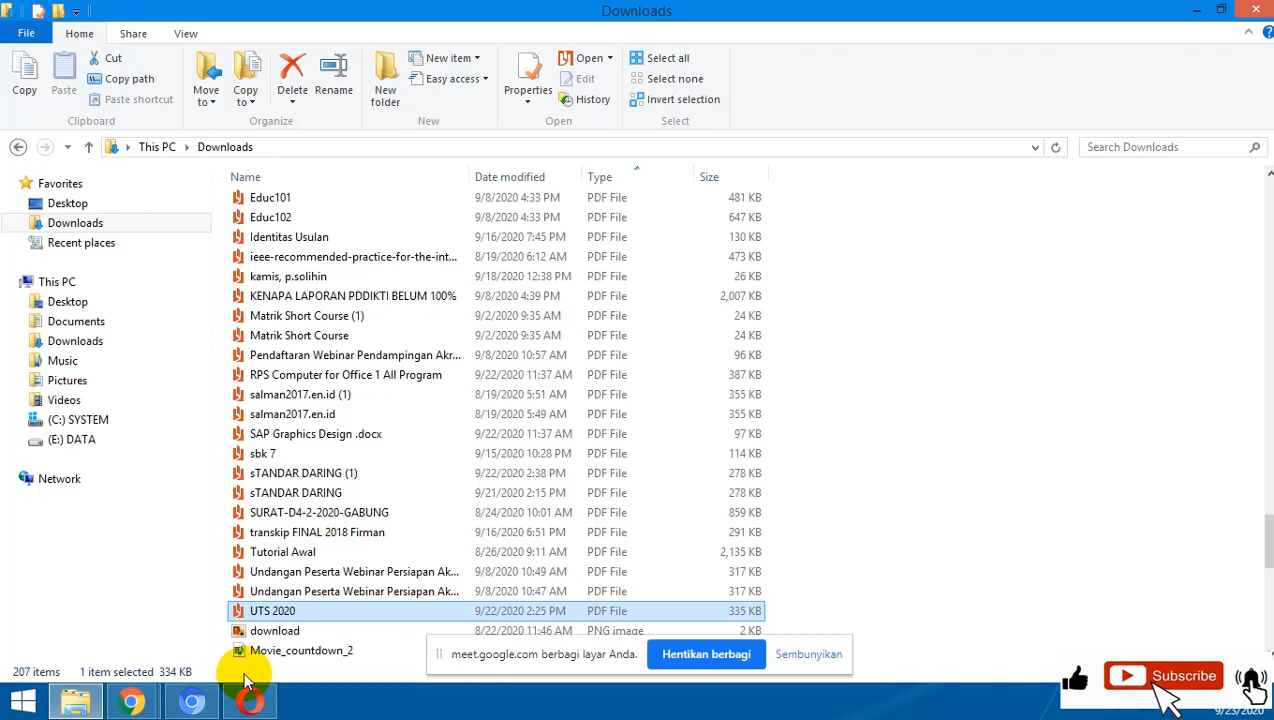 Downloads
File Home Share View
Copy Paste Cut Copy path Paste shortcut Move to Copy to Delete Rename New folder New item Easy access Properties Open Edit History Select all Select none Invert selection
Clipboard Organize New Open Select
This PC Downloads Search Downloads
Name Date modified Type Size
Favorites
Desktop
Downloads
Recent places
This PC
Desktop
Documents
Downloads
Music
Pictures
Videos
(C:) SYSTEM
(E:) DATA
Network
Educ101 9/8/2020 4:33 PM PDF File 481 KB
Educ102 9/8/2020 4:33 PM PDF File 647 KB
Identitas Usulan 9/16/2020 7:45 PM PDF File 130 KB
ieee-recommended-practice-for-the-int... 8/19/2020 6:12 AM PDF File 473 KB
kamis, p.solihin 9/18/2020 12:38 PM PDF File 26 KB
KENAPA LAPORAN PDDIKTI BELUM 100% 9/8/2020 4:39 PM PDF File 2,007 KB
Matrik Short Course (1) 9/2/2020 9:35 AM PDF File 24 KB
Matrik Short Course 9/2/2020 9:35 AM PDF File 24 KB
Pendaftaran Webinar Pendampingan Akr... 9/8/2020 10:57 AM PDF File 96 KB
RPS Computer for Office 1 All Program 9/22/2020 11:37 AM PDF File 387 KB
salman2017.en.id (1) 8/19/2020 5:51 AM PDF File 355 KB
salman2017.en.id 8/19/2020 5:49 AM PDF File 355 KB
SAP Graphics Design .docx 9/22/2020 11:37 AM PDF File 97 KB
sbk 7 9/15/2020 10:28 PM PDF File 114 KB
sTANDAR DARING (1) 9/22/2020 2:38 PM PDF File 278 KB
sTANDAR DARING 9/21/2020 2:15 PM PDF File 278 KB
SURAT-D4-2-2020-GABUNG 8/24/2020 10:01 AM PDF File 859 KB
transkip FINAL 2018 Firman 9/16/2020 6:51 PM PDF File 291 KB
Tutorial Awal 8/26/2020 9:11 AM PDF File 2,135 KB
Undangan Peserta Webinar Persiapan Ak... 9/8/2020 10:49 AM PDF File 317 KB
Undangan Peserta Webinar Persiapan Ak... 9/8/2020 10:47 AM PDF File 317 KB
UTS 2020 9/22/2020 2:25 PM PDF File 335 KB
download 8/22/2020 11:46 AM PNG image 2 KB
Movie_countdown_2
meet.google.com berbagi layar Anda. Hentikan berbagi Sembunyikan
207 items 1 item selected 334 KB
Subscribe
9/23/2020